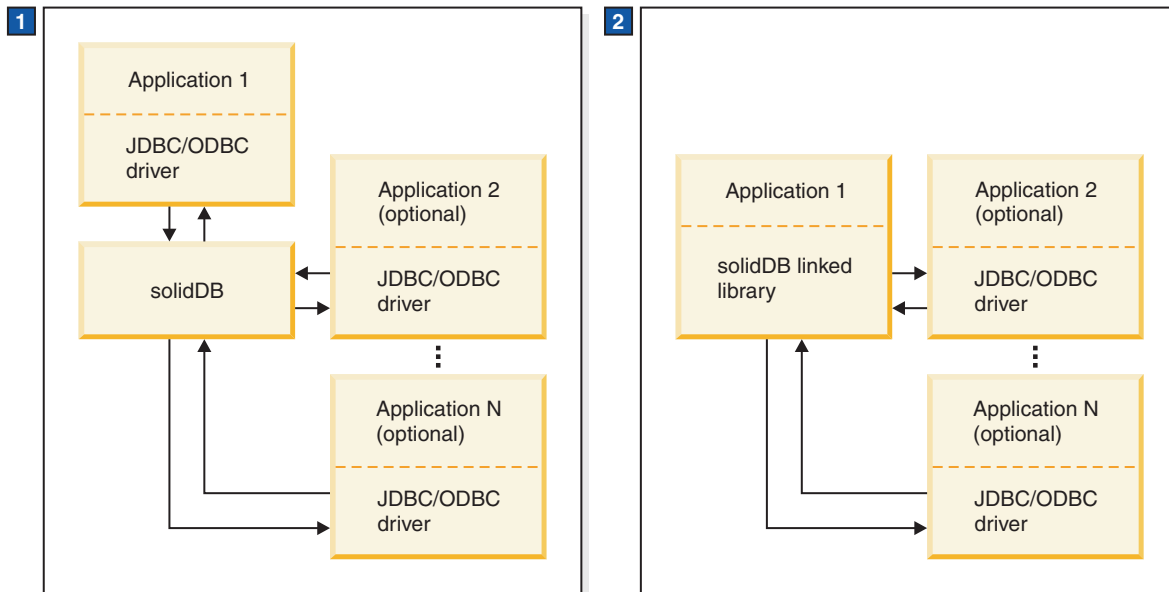 1
Application 1
JDBC/ODBC
driver
solidDB
Application 2
(optional)
JDBC/ODBC
driver
Application N
(optional)
JDBC/ODBC
driver
2
Application 1
solidDB linked
library
Application 2
(optional)
JDBC/ODBC
driver
Application N
(optional)
JDBC/ODBC
driver